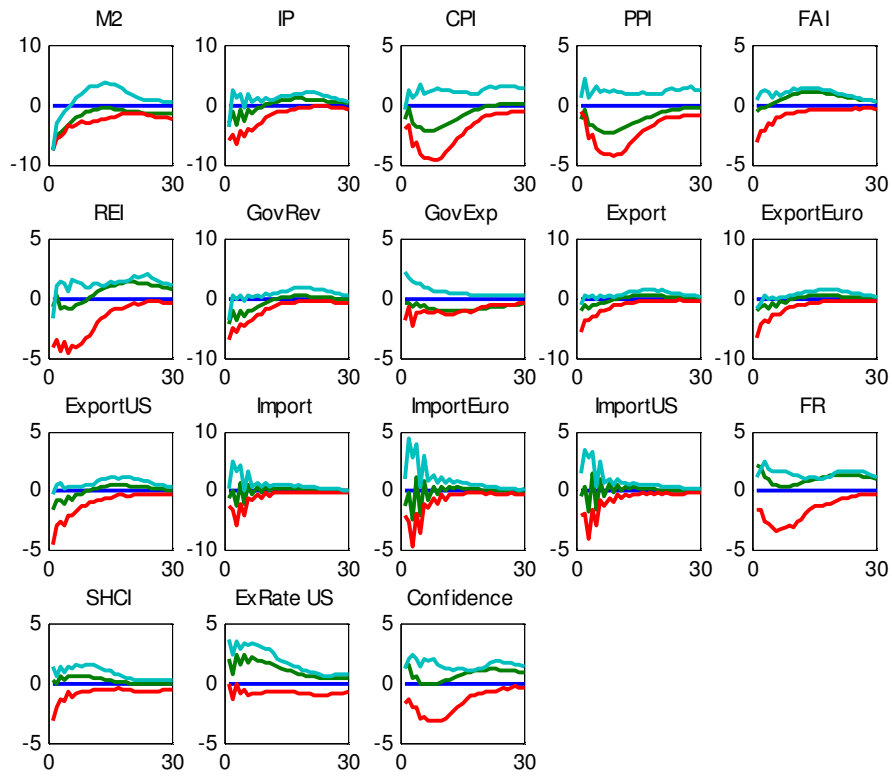 M2 IP CPI PPI FAI
10 10 5 5 5
0 0 0 0 0
-10 -10 -5 -5 -5
0 30 0 30 0 30 0 30 0 30
REI GovRev GovExp Export ExportEuro
5 10 5 10 10
0 0 0 0 0
-5 -10 -5 -10 -10
0 30 0 30 0 30 0 30 0 30
ExportUS Import ImportEuro ImportUS FR
5 10 5 5 5
0 0 0 0 0
-5 -10 -5 -5 -5
0 30 0 30 0 30 0 30 0 30
SHCI ExRate US Confidence
5 5 5
0 0 0
-5 -5 -5
0 30 0 30 0 30